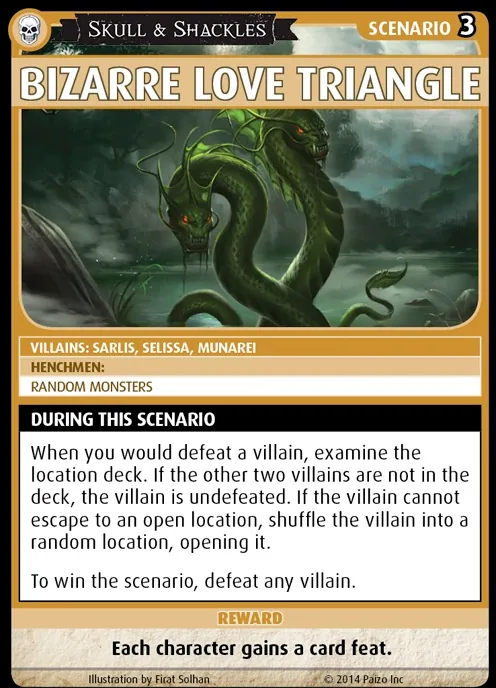 SKULL & SHACKLES
SCENARIO 3
BIZARRE LOVE TRIANGLE
VILLAINS: SARLIS, SELISSA, MUNAREI
HENCHMEN:
RANDOM MONSTERS
DURING THIS SCENARIO
When you would defeat a villain, examine the
location deck. If the other two villains are not in the
deck, the villain is undefeated. If the villain cannot
escape to an open location, shuffle the villain into a
random location, opening it.
To win the scenario, defeat any villain.
REWARD
Each character gains a card feat.
Illustration by Firat Solhan
© 2014 Paizo Inc